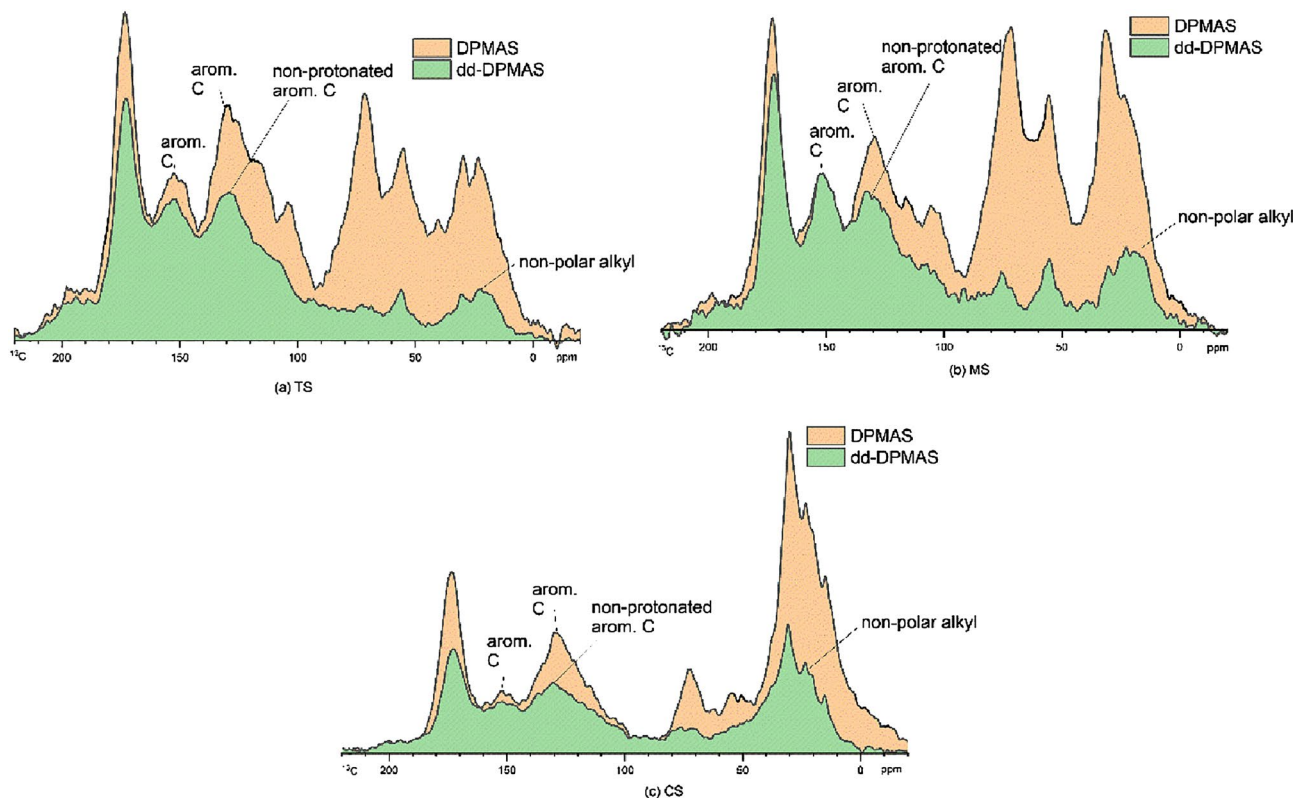 DPMAS
dd-DPMAS
arom.
C
non-protonated
arom. C
arom.
C
non-polar alkyl
¹³C 200 150 100 50 0 ppm
(a) TS
DPMAS
dd-DPMAS
non-protonated
arom. C
arom.
C
arom.
C
non-polar alkyl
¹³C 200 150 100 50 0 ppm
(b) MS
DPMAS
dd-DPMAS
arom.
C
non-protonated
arom. C
arom.
C
non-polar alkyl
¹³C 200 150 100 50 0 ppm
(c) CS